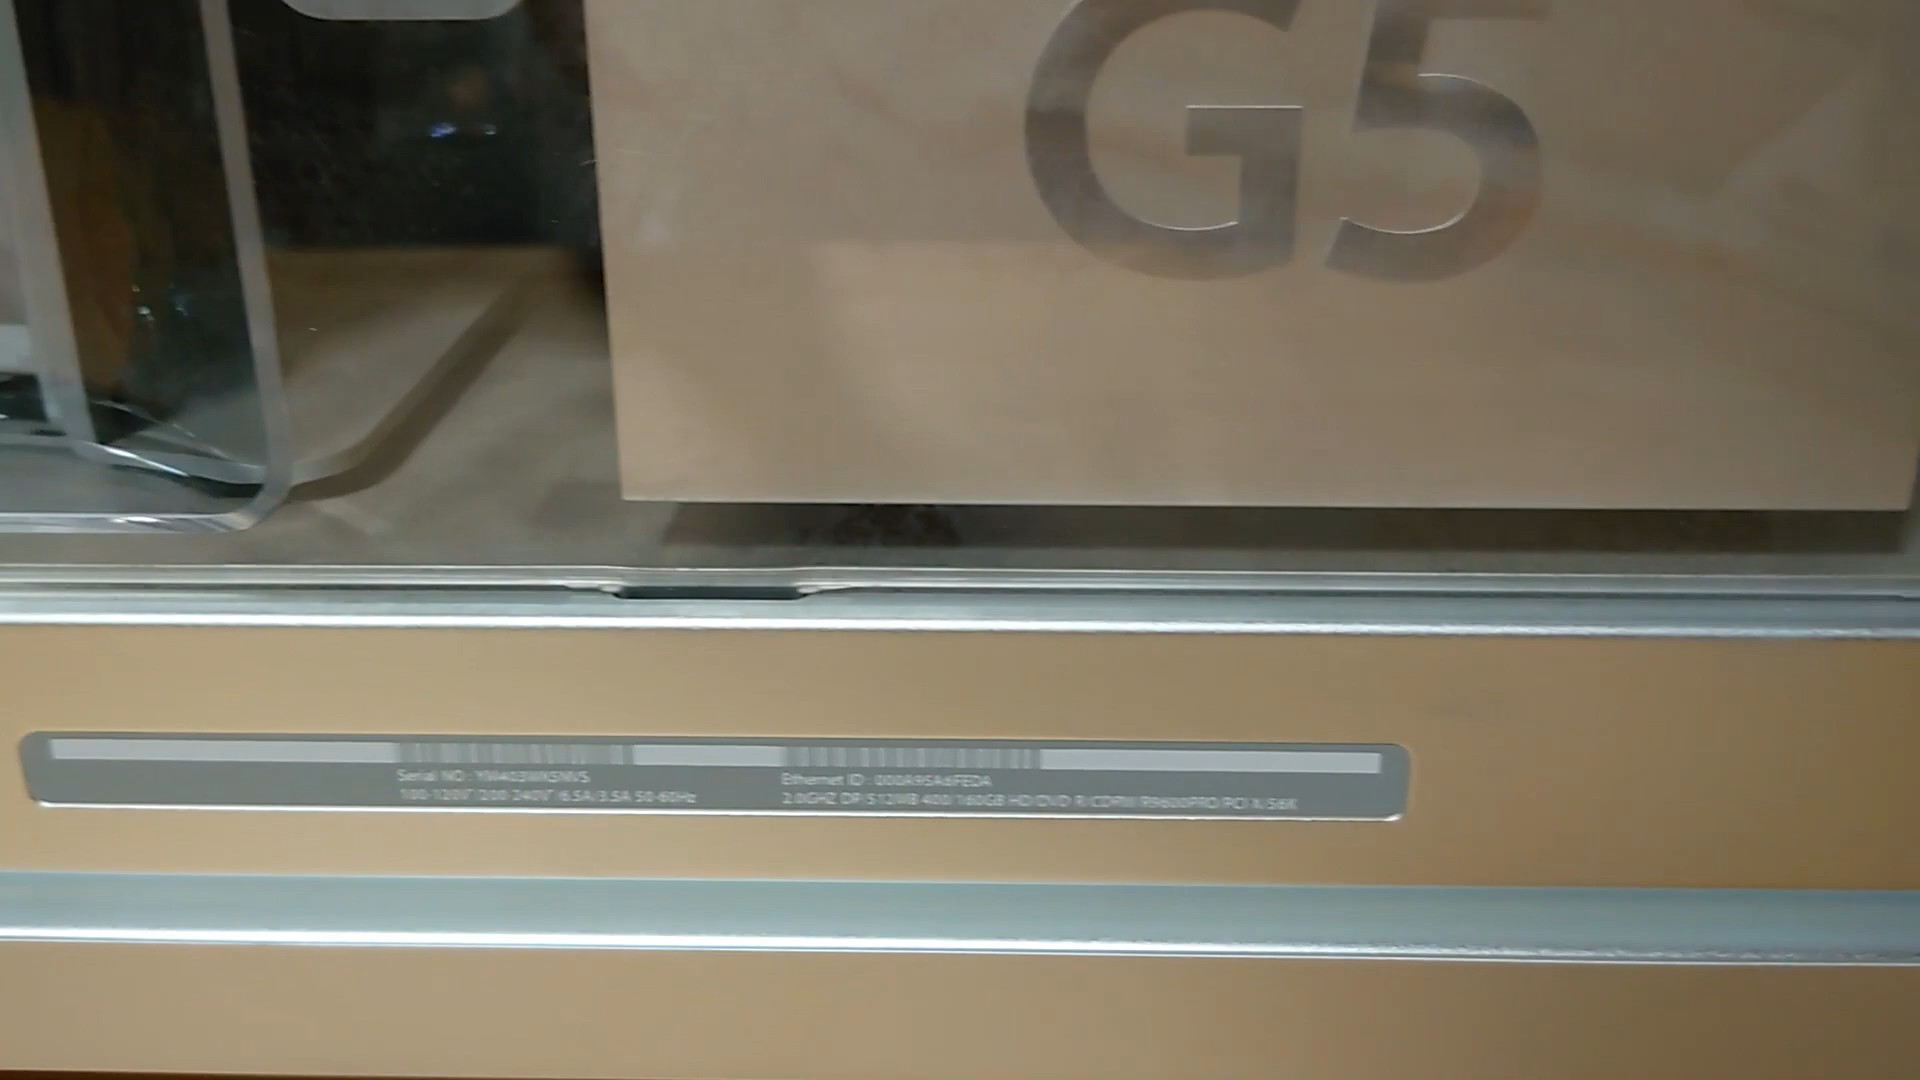 G5
Serial NO : YM403WKSNVS
100-120V~/200-240V~6.5A/3.5A 50-60Hz
Ethernet ID : 000A95A6FEDA
2.0GHZ DP/512MB 400/160GB HD/DVD R/CDRW/R9600PRO/PCI X/56K